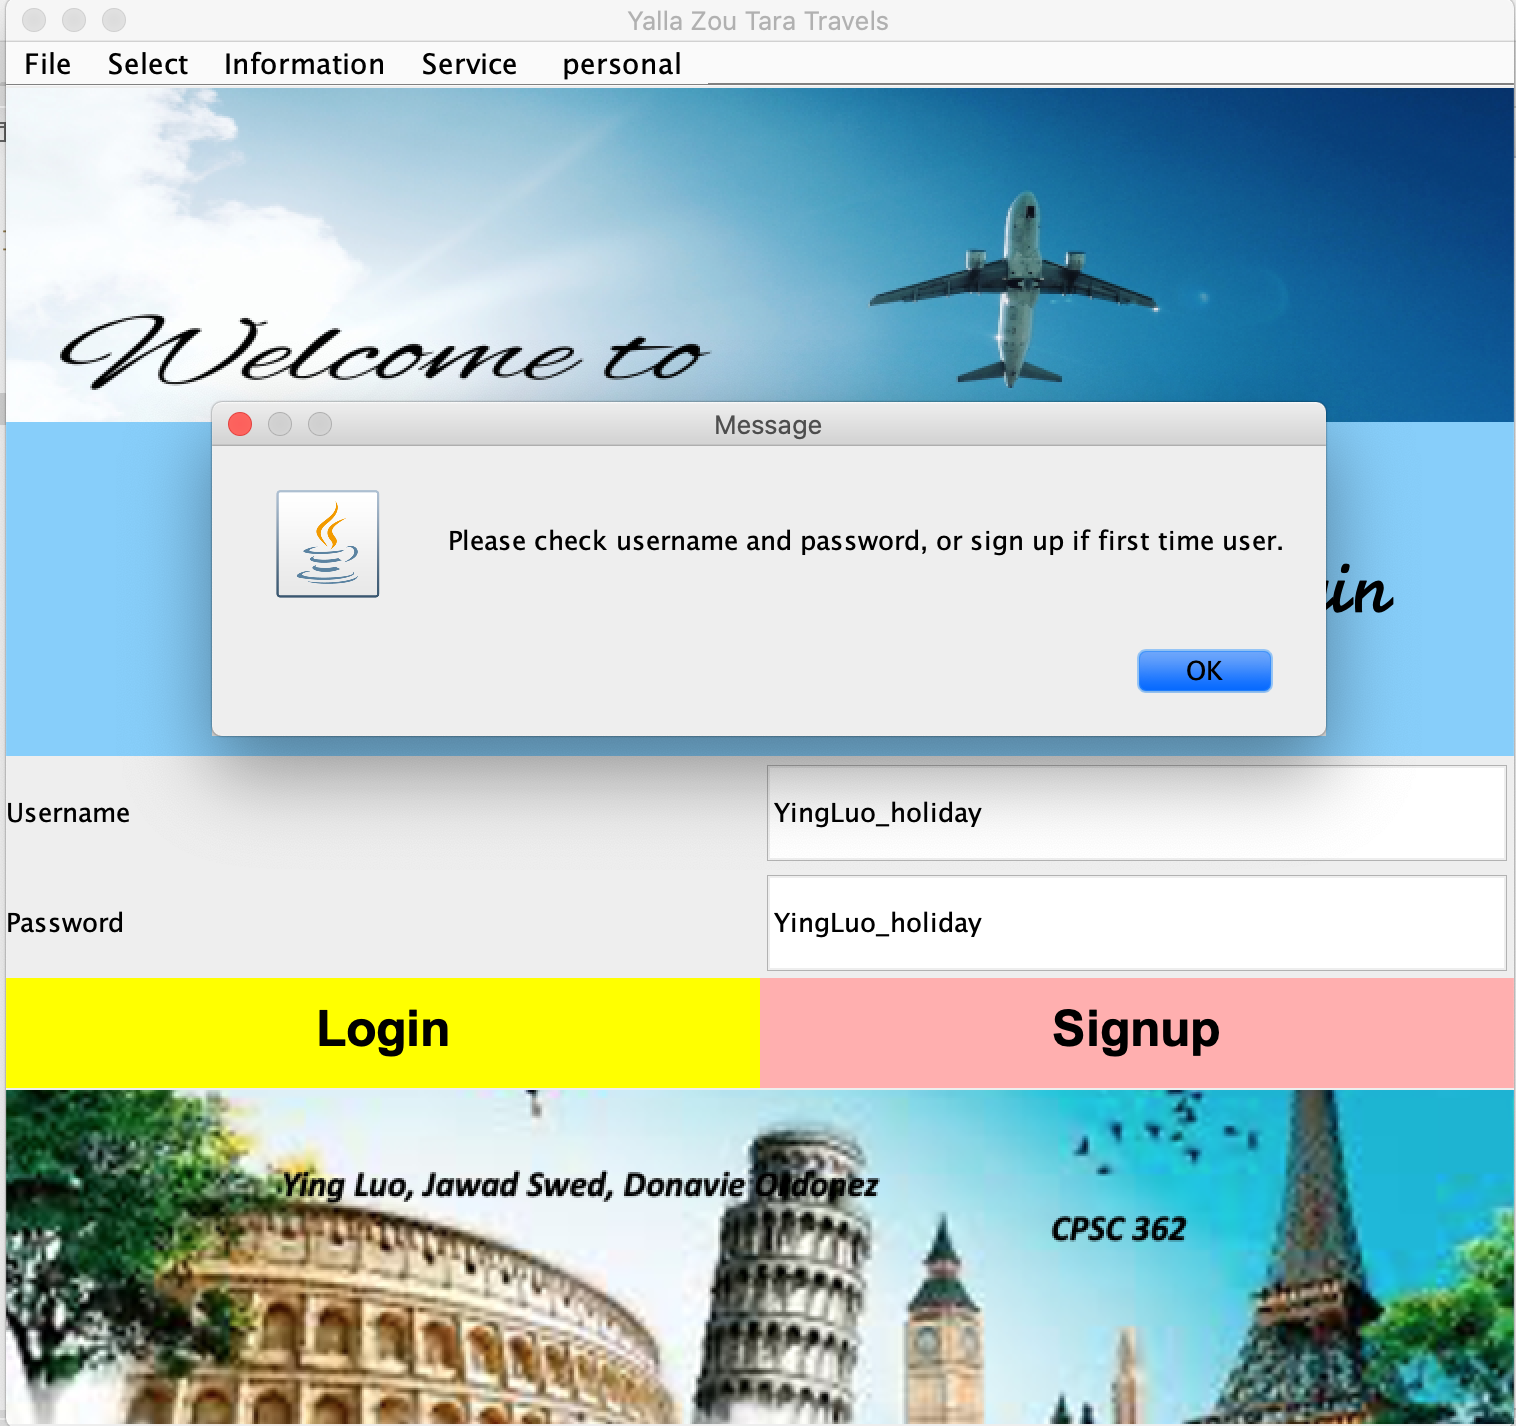 Yalla Zou Tara Travels
File Select Information Service personal
Welcome to
Message
Please check username and password, or sign up if first time user.
OK
Username
YingLuo_holiday
Password
YingLuo_holiday
Login Signup
Ying Luo, Jawad Swed, Donavie Ordonez
CPSC 362